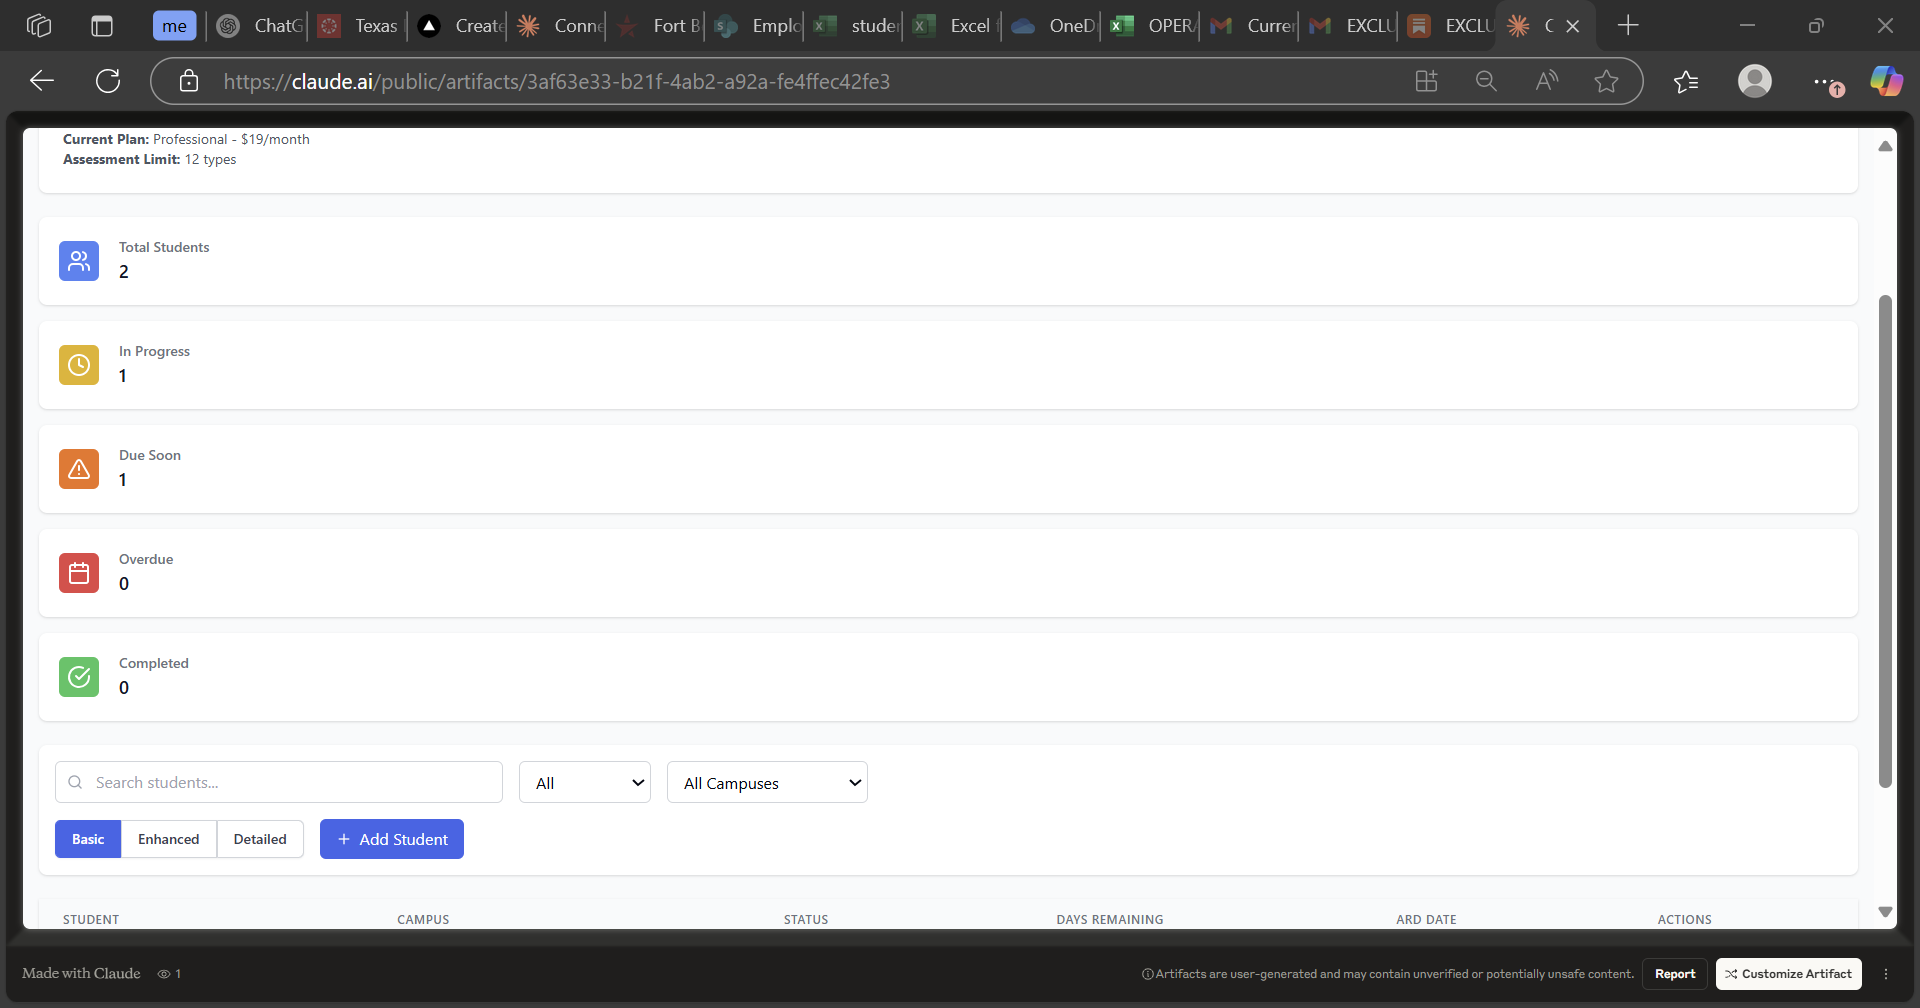 me
ChatG
Texas
Create
Conne
Fort B
Emplo
studer
Excel f
OneD
OPERA
Currer
EXCLU
EXCLU
C
https://claude.ai/public/artifacts/3af63e33-b21f-4ab2-a92a-fe4ffec42fe3
Current Plan: Professional - $19/month
Assessment Limit: 12 types
Total Students
2
In Progress
1
Due Soon
1
Overdue
0
Completed
0
Search students...
All
All Campuses
Basic
Enhanced
Detailed
+ Add Student
STUDENT CAMPUS STATUS DAYS REMAINING ARD DATE ACTIONS
Made with Claude 1
Artifacts are user-generated and may contain unverified or potentially unsafe content.
Report
Customize Artifact